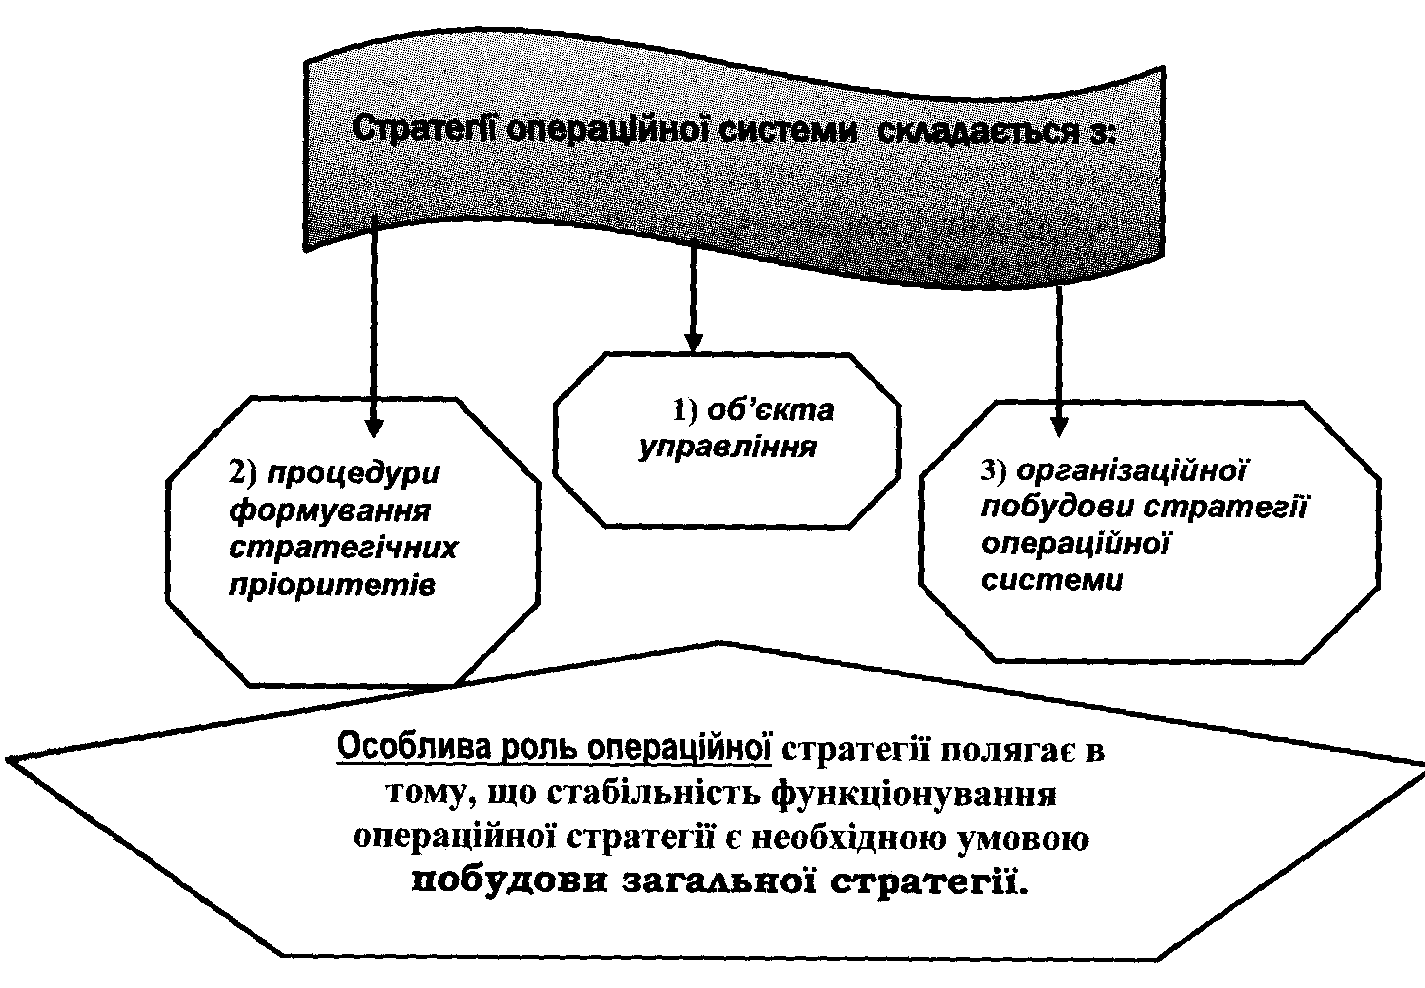 Стратегії операційної системи складається з:
1) об’єкта
управління
2) процедури
формування
стратегічних
пріоритетів
3) організаційної
побудови стратегії
операційної
системи
Особлива роль операційної стратегії полягає в
тому, що стабільність функціонування
операційної стратегії є необхідною умовою
побудови загальної стратегії.